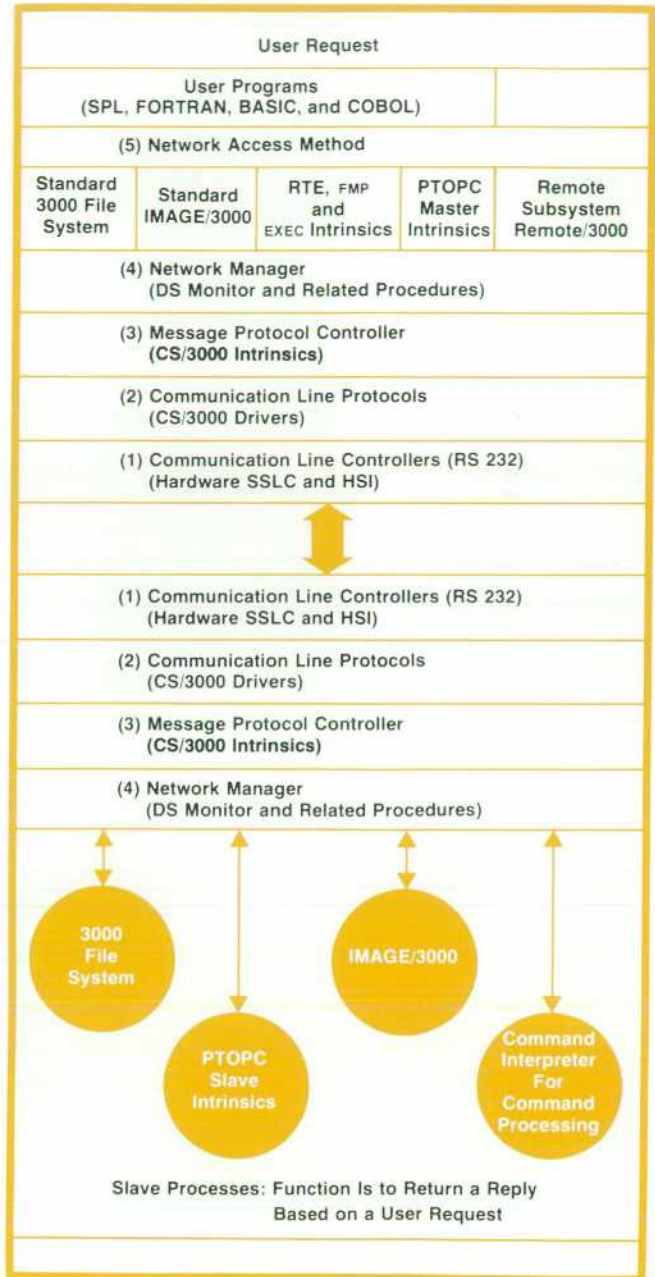 User Request
User Programs
(SPL, FORTRAN, BASIC, and COBOL)
(5) Network Access Method
Standard
3000 File
System
Standard
IMAGE/3000
RTE, FMP
and
EXEC Intrinsics
PTOPC
Master
Intrinsics
Remote
Subsystem
Remote/3000
(4) Network Manager
(DS Monitor and Related Procedures)
(3) Message Protocol Controller
(CS/3000 Intrinsics)
(2) Communication Line Protocols
(CS/3000 Drivers)
(1) Communication Line Controllers (RS 232)
(Hardware SSLC and HSI)
(1) Communication Line Controllers (RS 232)
(Hardware SSLC and HSI)
(2) Communication Line Protocols
(CS/3000 Drivers)
(3) Message Protocol Controller
(CS/3000 Intrinsics)
(4) Network Manager
(DS Monitor and Related Procedures)
3000
File
System
IMAGE/3000
PTOPC
Slave
Intrinsics
Command
Interpreter
For
Command
Processing
Slave Processes: Function Is to Return a Reply
Based on a User Request